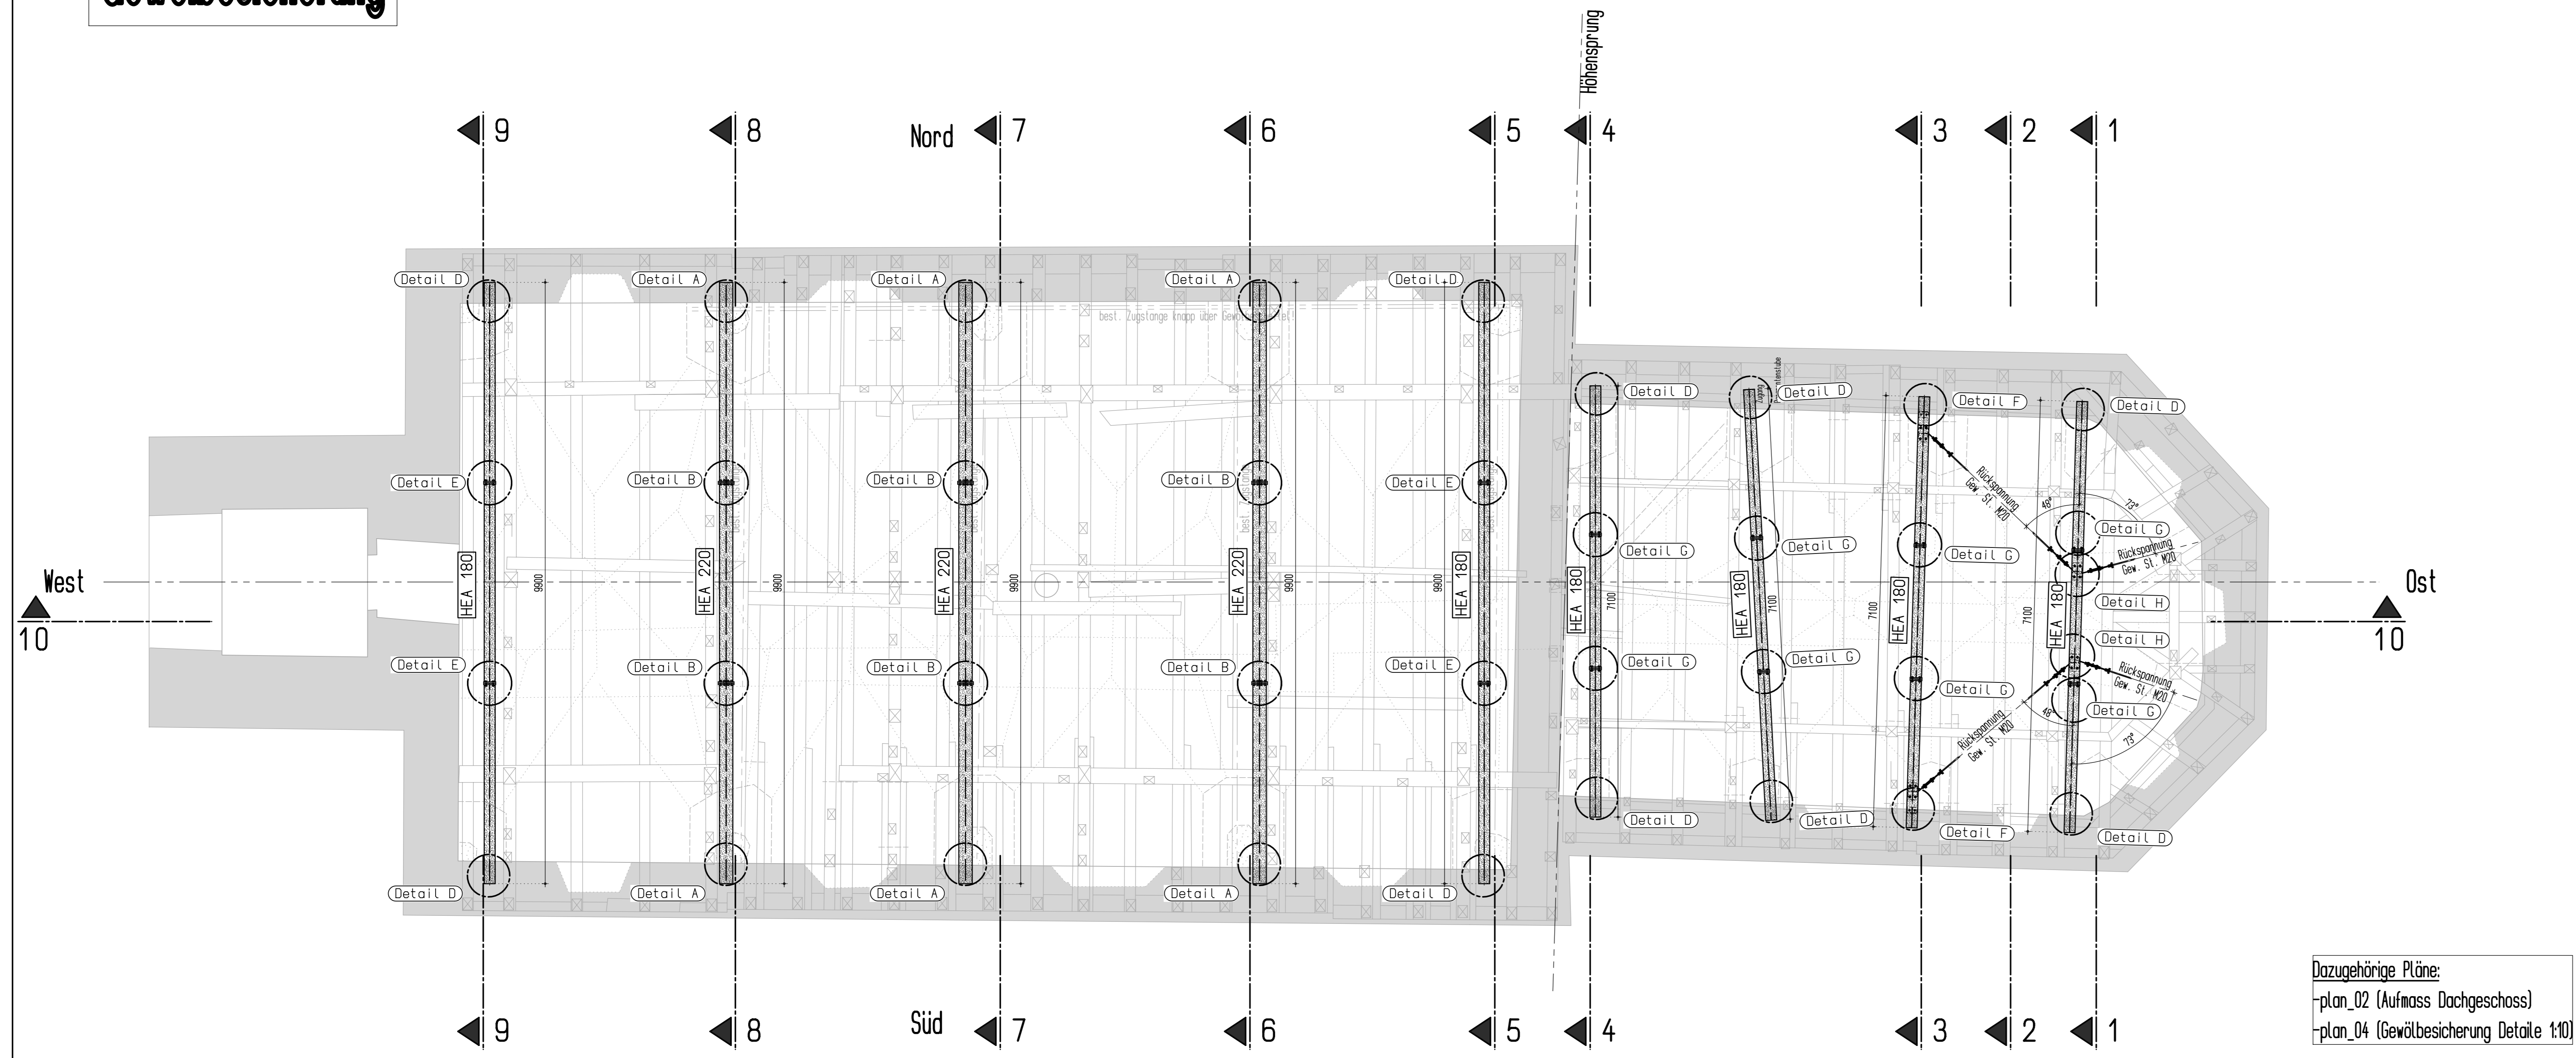 Gewölbesicherung
Höhensprung
9
8
Nord
7
6
5
4
3
2
1
Detail D
Detail A
Detail A
Detail A
Detail D
best. Zugstange knapp über
Detail D
Zugang
Detail D
Detail F
Detail D
Detail E
Detail B
Detail B
Detail B
Detail E
Rückspannung
Gew. St. M20
48°
73°
Detail G
Detail G
Detail G
Detail G
Rückspannung
Gew. St. M20
West
10
HEA 180
9900
HEA 220
9900
HEA 220
9900
HEA 220
9900
HEA 180
9900
HEA 180
7100
HEA 180
7100
HEA 180
7100
HEA 180
7100
Detail H
Detail H
Ost
10
Detail E
Detail B
Detail B
Detail B
Detail E
Detail G
Detail G
Detail G
Rückspannung
Gew. St. M20
Detail G
48°
73°
Rückspannung
Gew. St. M20
Detail D
Detail A
Detail A
Detail A
Detail D
Detail D
Detail D
Detail F
Detail D
9
8
Süd
7
6
5
4
3
2
1
Dazugehörige Pläne:
-plan_02 (Aufmass Dachgeschoss)
-plan_04 (Gewölbesicherung Detaile 1:10)